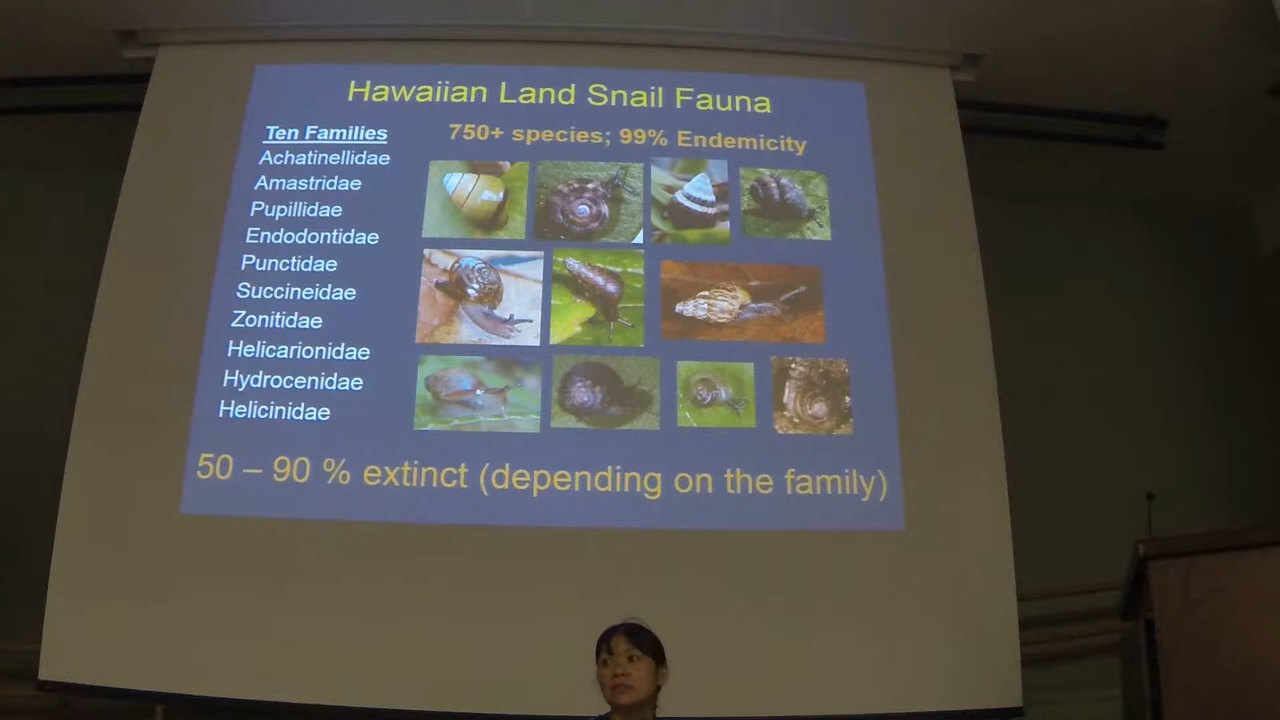 Hawaiian Land Snail Fauna
Ten Families
750+ species; 99% Endemicity
Achatinellidae
Amastridae
Pupillidae
Endodontidae
Punctidae
Succineidae
Zonitidae
Helicarionidae
Hydrocenidae
Helicinidae
50 – 90 % extinct (depending on the family)